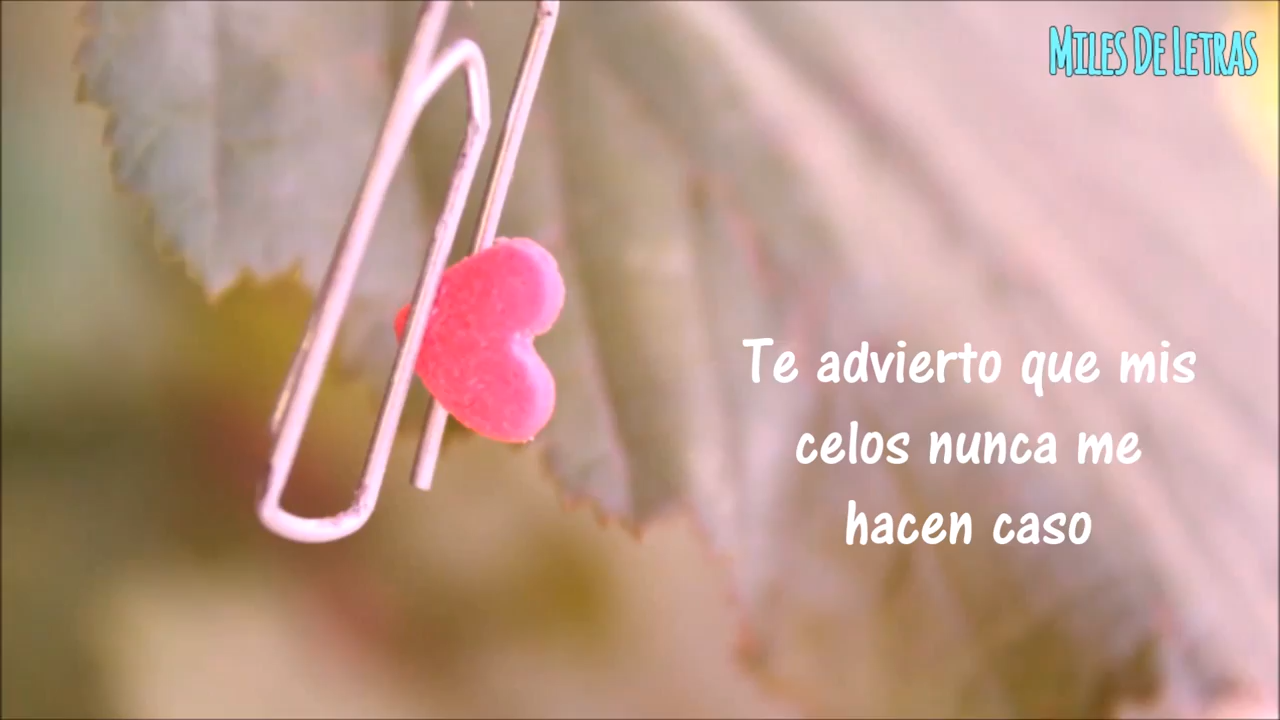 MILES DE LETRAS
Te advierto que mis
celos nunca me
hacen caso